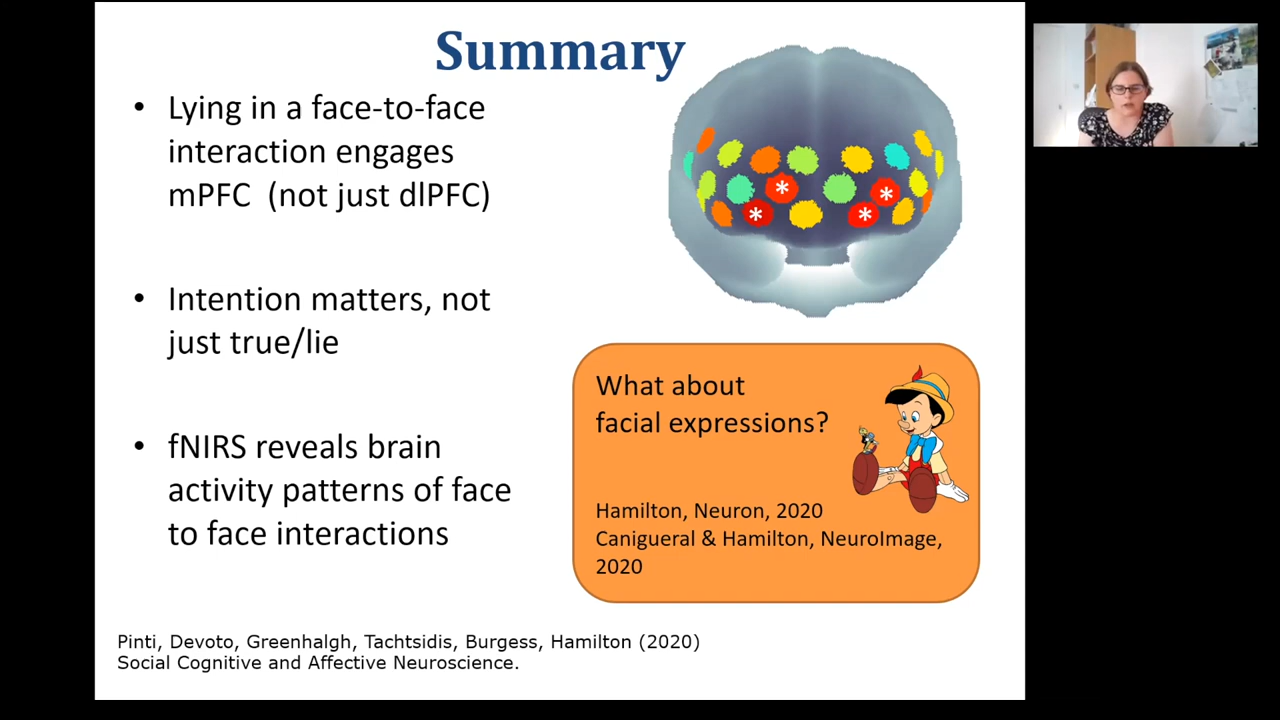 Summary
• Lying in a face-to-face
interaction engages
mPFC (not just dlPFC)
• Intention matters, not
just true/lie
• fNIRS reveals brain
activity patterns of face
to face interactions
* *
* *
What about
facial expressions?
Hamilton, Neuron, 2020
Canigueral & Hamilton, NeuroImage,
2020
Pinti, Devoto, Greenhalgh, Tachtsidis, Burgess, Hamilton (2020)
Social Cognitive and Affective Neuroscience.